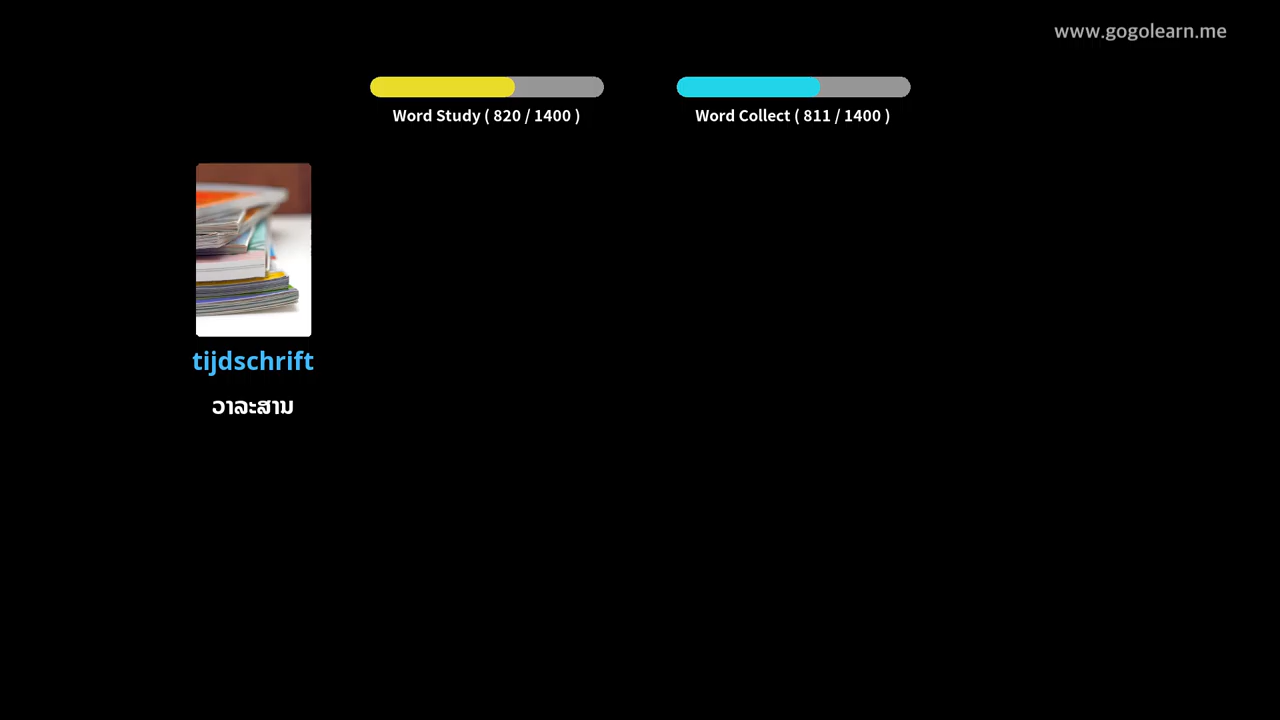 www.gogolearn.me
Word Study ( 820 / 1400 )
Word Collect ( 811 / 1400 )
tijdschrift
ວາລະສານ